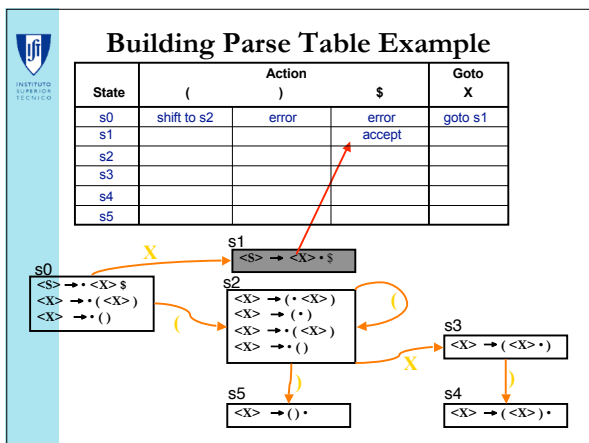 Building Parse Table Example
INSTITUTO
SUPERIOR
TECNICO
Action Goto
State ( ) $ X
s0 shift to s2 error error goto s1
s1 accept
s2
s3
s4
s5
s1
X
<S> → <X> • $
s0
<S> → • <X> $
<X> → • ( <X> )
<X> → • ( )
(
s2
<X> → ( • <X> )
<X> → ( • )
<X> → • ( <X> )
<X> → • ( )
(
X
s3
<X> → ( <X> • )
)
)
s5
<X> → ( ) •
s4
<X> → ( <X> ) •